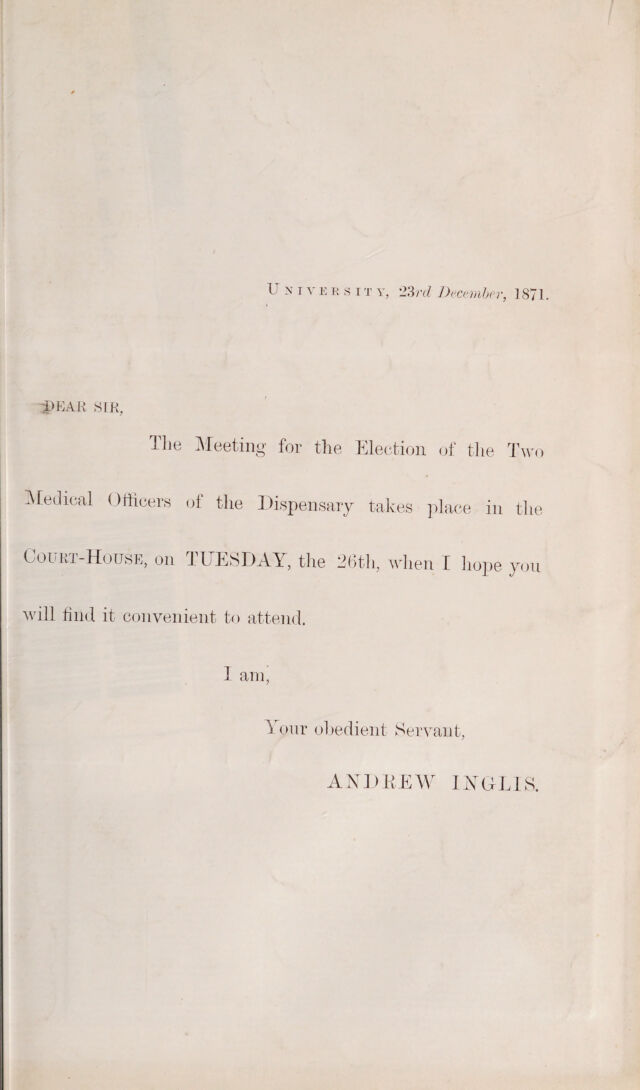 UNIVERSITY, 23rd December, 1871.
DEAR SIR,
The Meeting for the Election of the Two
Medical Officers of the Dispensary takes place in the
COURT-HOUSE, on TUESDAY, the 26th, when I hope you
will find it convenient to attend.
I am,
Your obedient Servant,
ANDREW INGLIS.